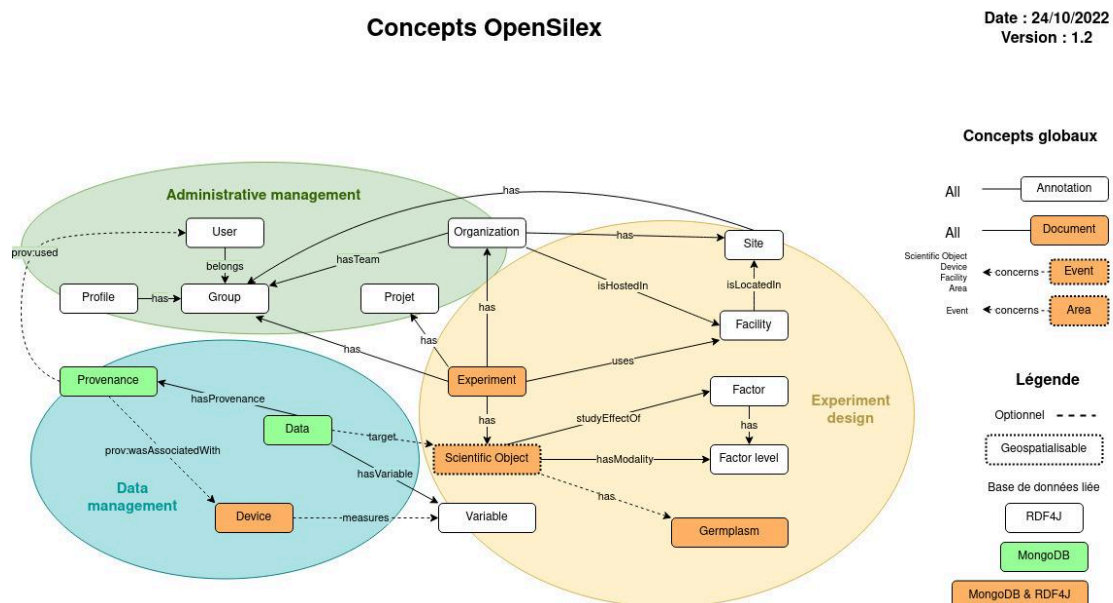 Concepts OpenSilex
Date : 24/10/2022
Version : 1.2
Concepts globaux
All
Annotation
All
Document
Scientific Object
Device
Facility
Area
concerns
Event
Event
concerns
Area
Légende
Optionnel
Geospatialisable
Base de données liée
RDF4J
MongoDB
MongoDB & RDF4J
Administrative management
has
prov:used
User
Organization
has
Site
belongs
hasTeam
isHostedIn
isLocatedIn
Profile
has
Group
Projet
has
Facility
has
has
uses
Provenance
hasProvenance
Experiment
Factor
Experiment
design
Data
target
has
studyEffectOf
has
prov:wasAssociatedWith
hasVariable
Scientific Object
hasModality
Factor level
Data
management
Device
measures
Variable
has
Germplasm